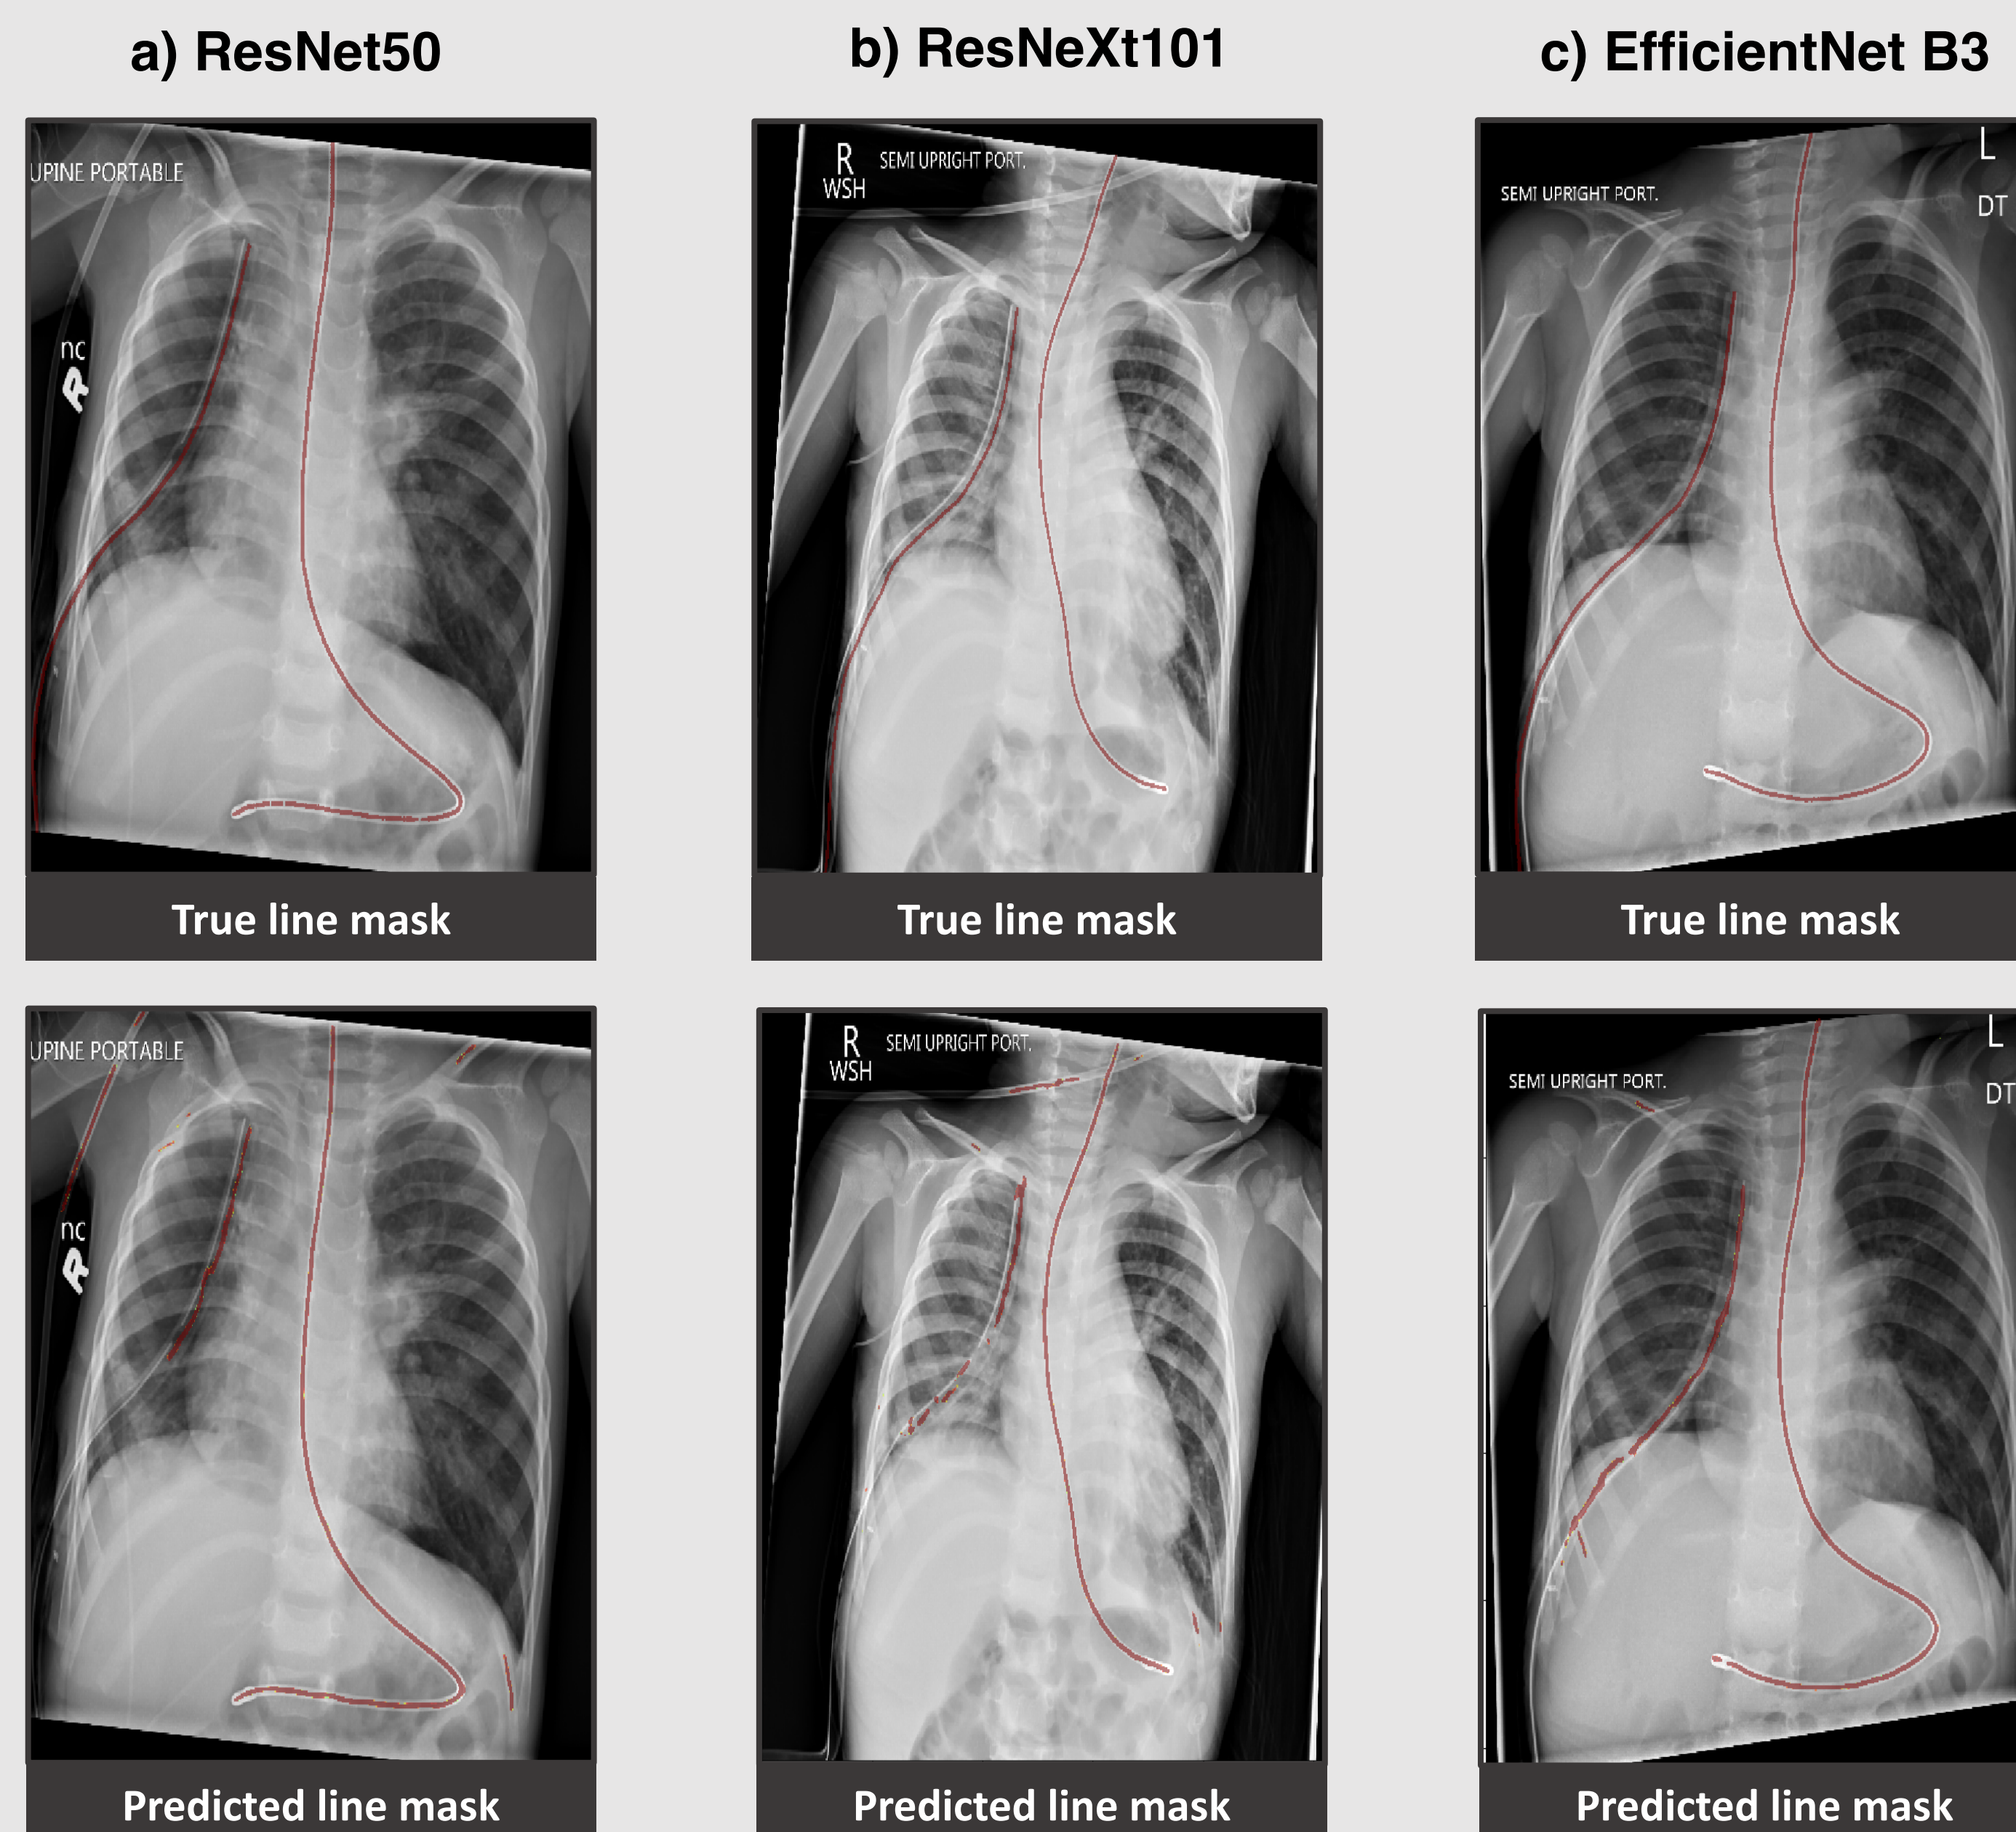 a) ResNet50
b) ResNeXt101
c) EfficientNet B3
UPINE PORTABLE
nc
R
True line mask
R
WSH
SEMI UPRIGHT PORT.
True line mask
L
SEMI UPRIGHT PORT.
DT
True line mask
UPINE PORTABLE
nc
R
Predicted line mask
R
WSH
SEMI UPRIGHT PORT.
Predicted line mask
L
SEMI UPRIGHT PORT.
DT
Predicted line mask